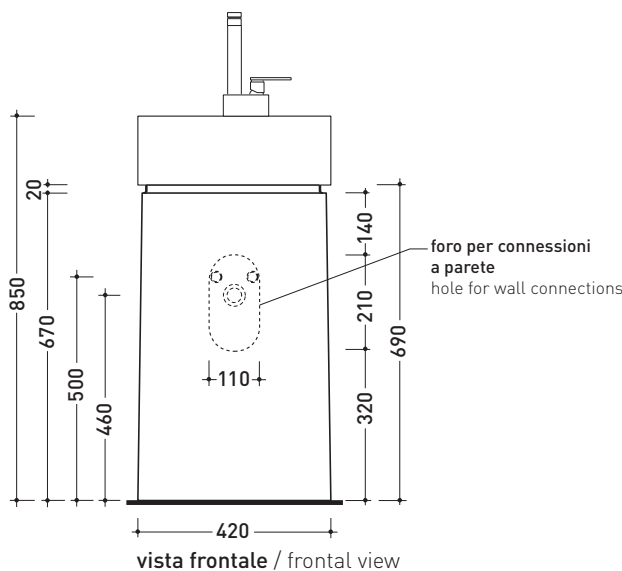 20
850
670
500
460
110
140
210
690
320
foro per connessioni
a parete
hole for wall connections
420
vista frontale / frontal view